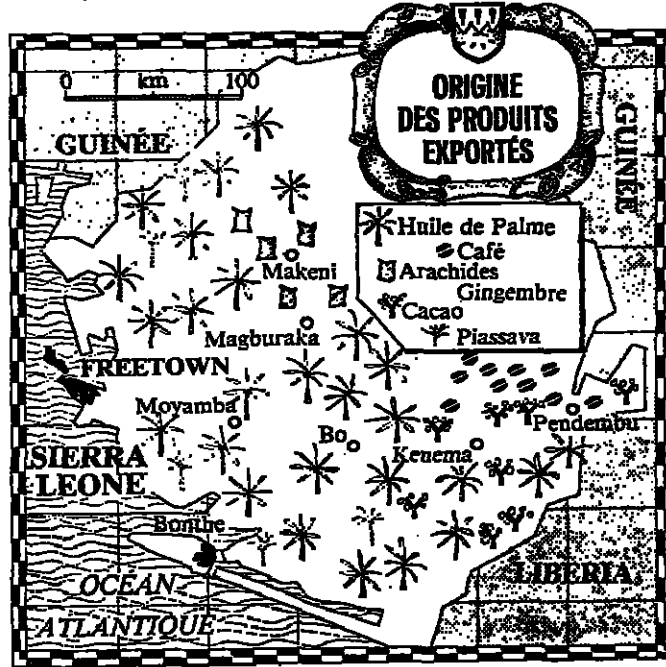 ORIGINE
DES PRODUITS
EXPORTÉS
0 km 100
GUINÉE
GUINÉE
Huile de Palme
Café
Arachides
Gingembre
Cacao
Piassava
Makeni
Magburaka
FREETOWN
Moyamba
Bo
Kenema
Pendembu
SIERRA
LEONE
Bonthe
OCÉAN
ATLANTIQUE
LIBERIA